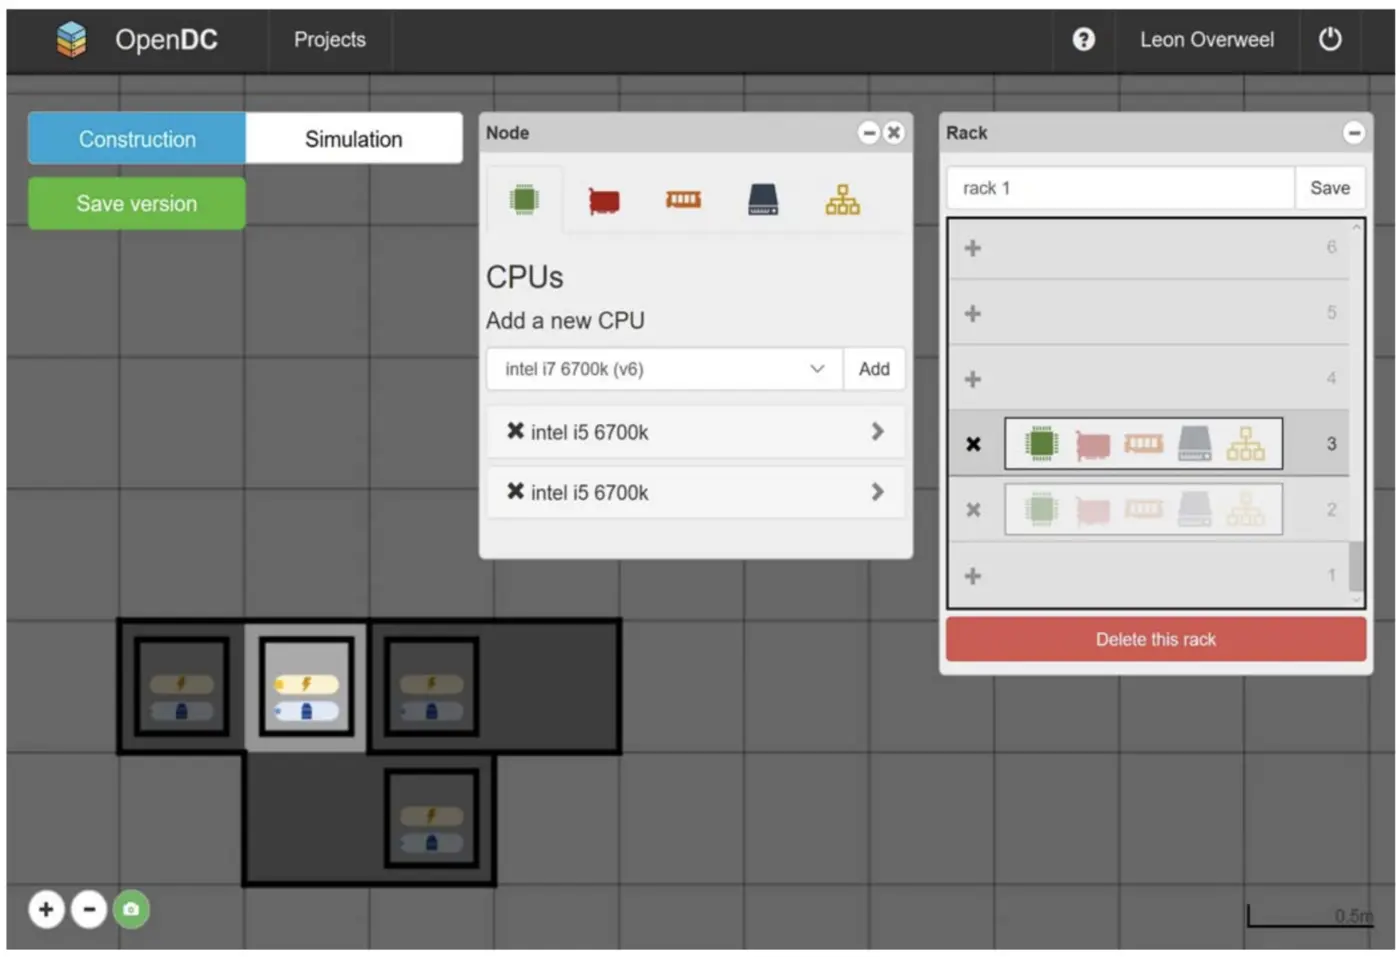 OpenDC
Projects
Leon Overweel
Construction
Simulation
Save version
Node
CPUs
Add a new CPU
intel i7 6700k (v6)
Add
intel i5 6700k
intel i5 6700k
Rack
rack 1
Save
6
5
4
3
2
1
Delete this rack
0.5m